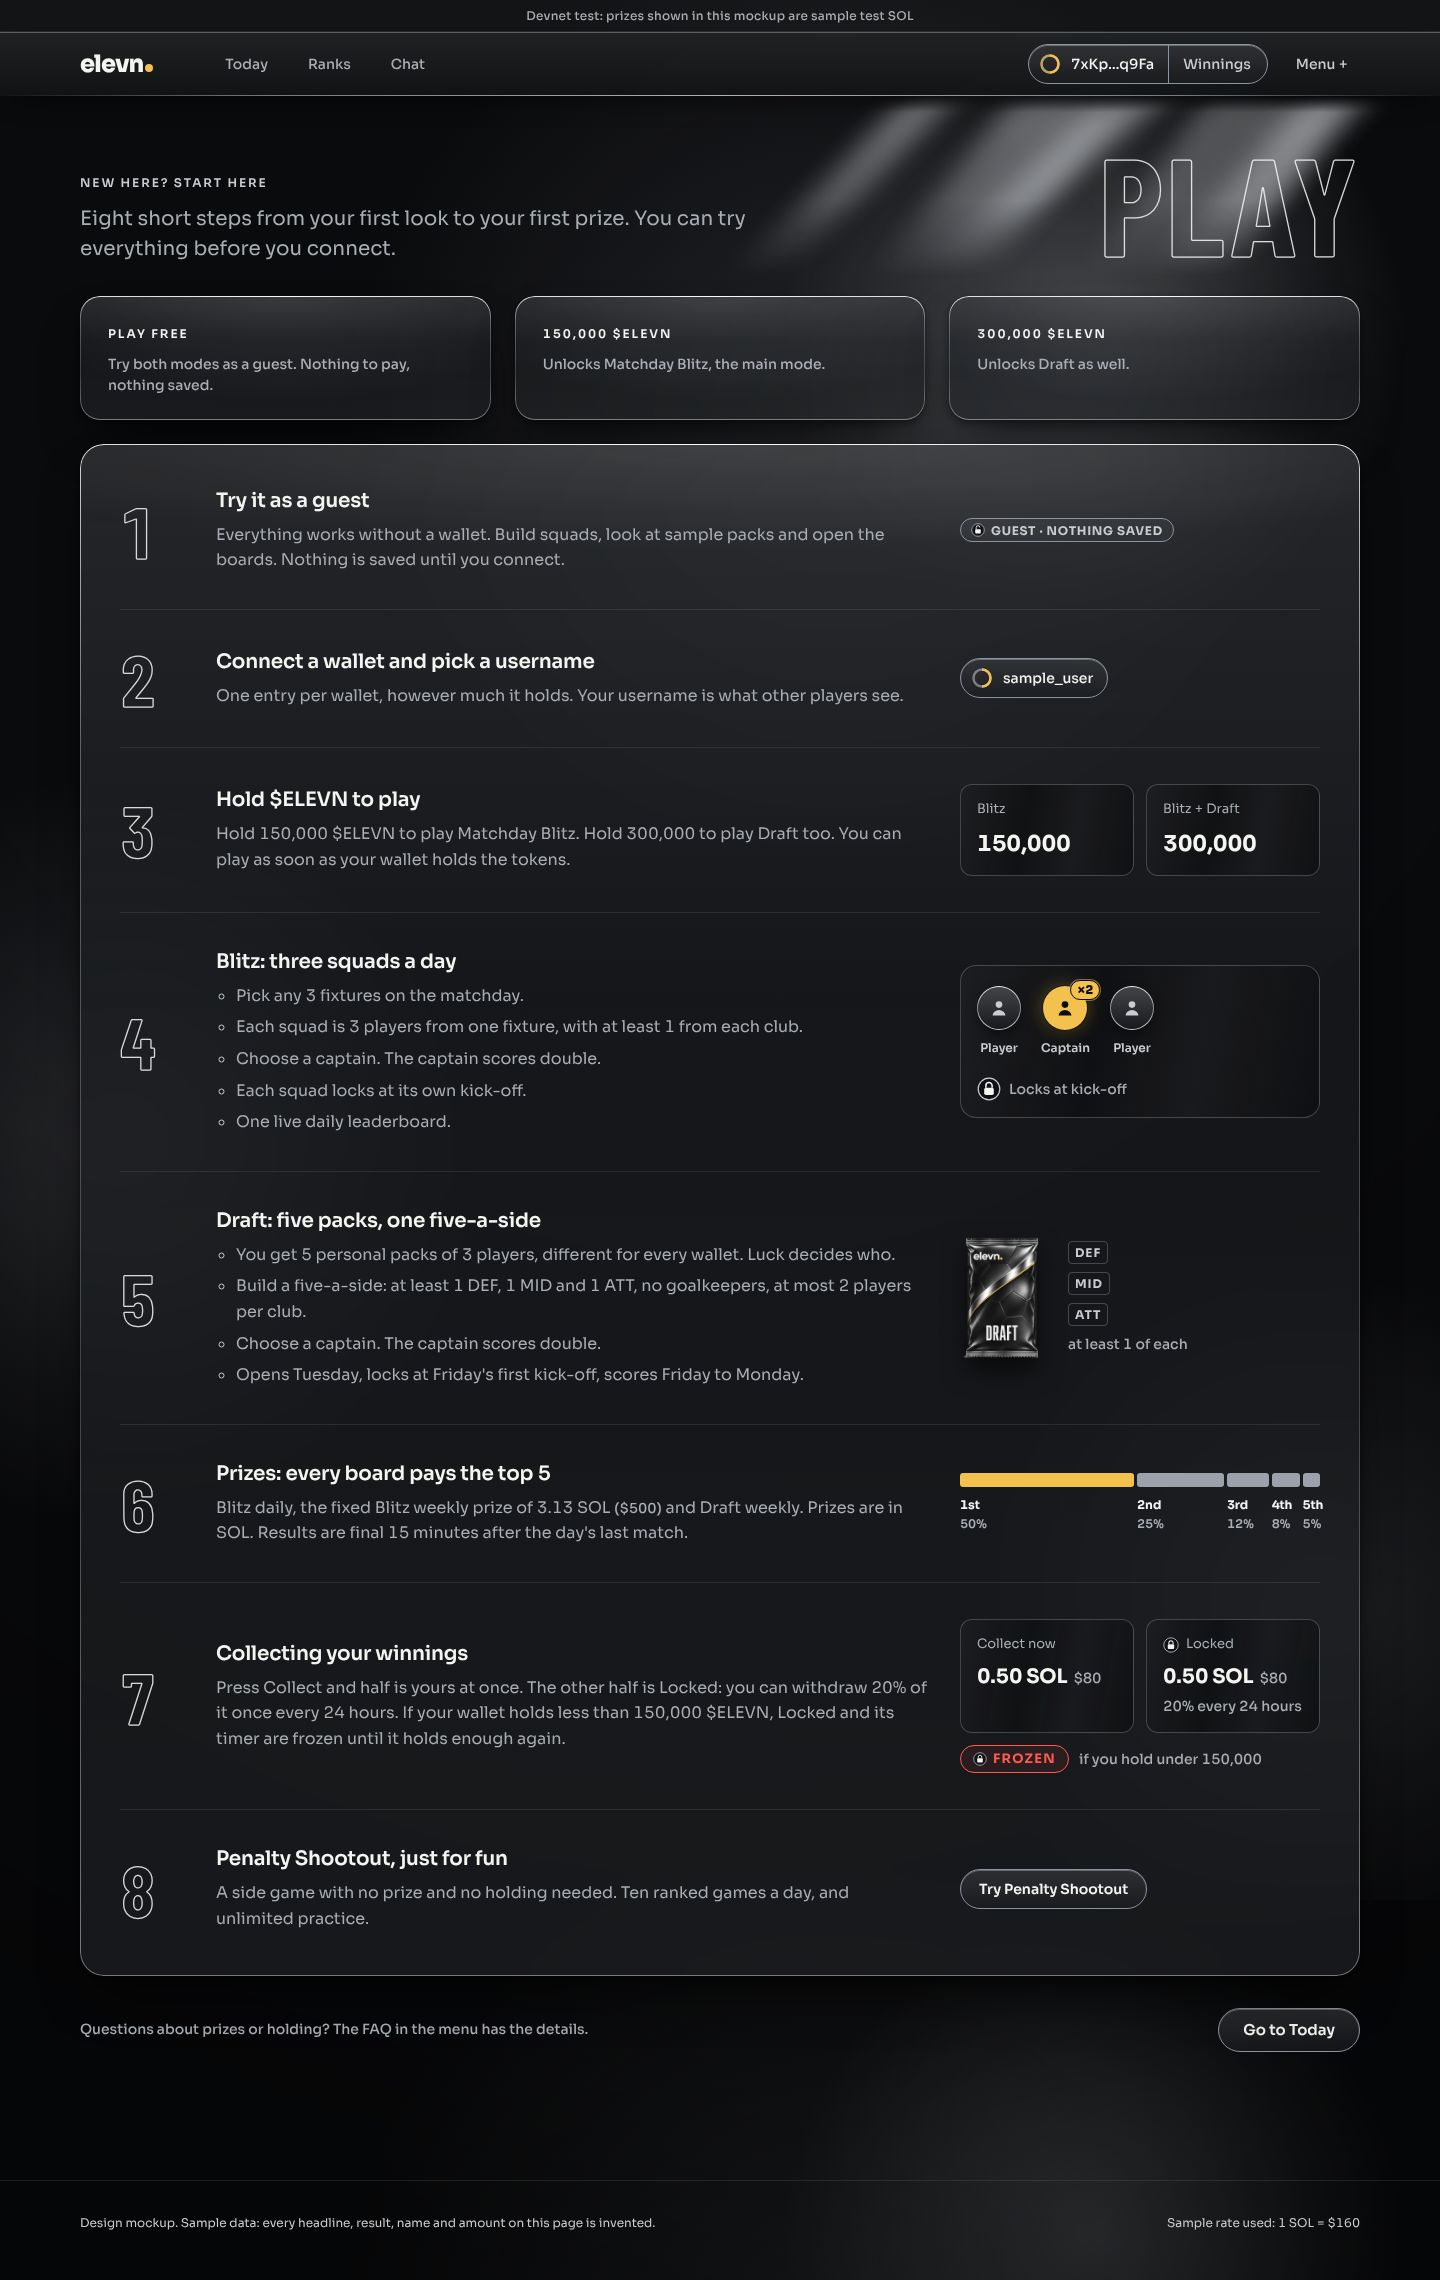 Devnet test: prizes shown in this mockup are sample test SOL
elevn.
Today
Ranks
Chat
7xKp...q9Fa
Winnings
Menu +
PLAY
NEW HERE? START HERE
Eight short steps from your first look to your first prize. You can try
everything before you connect.
PLAY FREE
Try both modes as a guest. Nothing to pay,
nothing saved.
150,000 $ELEVN
Unlocks Matchday Blitz, the main mode.
300,000 $ELEVN
Unlocks Draft as well.
1
Try it as a guest
Everything works without a wallet. Build squads, look at sample packs and open the
boards. Nothing is saved until you connect.
GUEST · NOTHING SAVED
2
Connect a wallet and pick a username
One entry per wallet, however much it holds. Your username is what other players see.
sample_user
3
Hold $ELEVN to play
Hold 150,000 $ELEVN to play Matchday Blitz. Hold 300,000 to play Draft too. You can
play as soon as your wallet holds the tokens.
Blitz
150,000
Blitz + Draft
300,000
4
Blitz: three squads a day
Pick any 3 fixtures on the matchday.
Each squad is 3 players from one fixture, with at least 1 from each club.
Choose a captain. The captain scores double.
Each squad locks at its own kick-off.
One live daily leaderboard.
×2
Player
Captain
Player
Locks at kick-off
5
Draft: five packs, one five-a-side
You get 5 personal packs of 3 players, different for every wallet. Luck decides who.
Build a five-a-side: at least 1 DEF, 1 MID and 1 ATT, no goalkeepers, at most 2 players
per club.
Choose a captain. The captain scores double.
Opens Tuesday, locks at Friday's first kick-off, scores Friday to Monday.
elevn.
DRAFT
DEF
MID
ATT
at least 1 of each
6
Prizes: every board pays the top 5
Blitz daily, the fixed Blitz weekly prize of 3.13 SOL ($500) and Draft weekly. Prizes are in
SOL. Results are final 15 minutes after the day's last match.
1st
2nd
3rd
4th
5th
50%
25%
12%
8%
5%
7
Collecting your winnings
Press Collect and half is yours at once. The other half is Locked: you can withdraw 20% of
it once every 24 hours. If your wallet holds less than 150,000 $ELEVN, Locked and its
timer are frozen until it holds enough again.
Collect now
0.50 SOL $80
Locked
0.50 SOL $80
20% every 24 hours
FROZEN
if you hold under 150,000
8
Penalty Shootout, just for fun
A side game with no prize and no holding needed. Ten ranked games a day, and
unlimited practice.
Try Penalty Shootout
Questions about prizes or holding? The FAQ in the menu has the details.
Go to Today
Design mockup. Sample data: every headline, result, name and amount on this page is invented.
Sample rate used: 1 SOL = $160